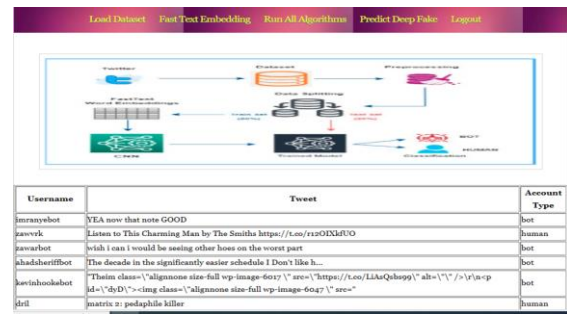 Load Dataset Fast Text Embedding Run All Algorithms Predict Deep Fake Logout
Twitter Dataset Preprocessing
Data Splitting
FastText
Word Embeddings
BOT
HUMAN
CNN Trained Model Classification
Username Tweet Account Type
imranyebot YEA now that note GOOD bot
zawvrk Listen to This Charming Man by The Smiths human
zawarbot wish i can i would be seeing other hoes on the worst part bot
ahadsheriffbot The decade in the significantly easier schedule I Don't like h... bot
kevinhookebot "Theim class=\"alignnone size-full wp-image-6017 \" src=\"https://t.co/LiAsQsbs99\" alt=\"\" />\r\n<p bot
id=\"dyD\"><img class=\"alignnone size-full wp-image-6047 \" src="
dril matrix 2: pedaphile killer human